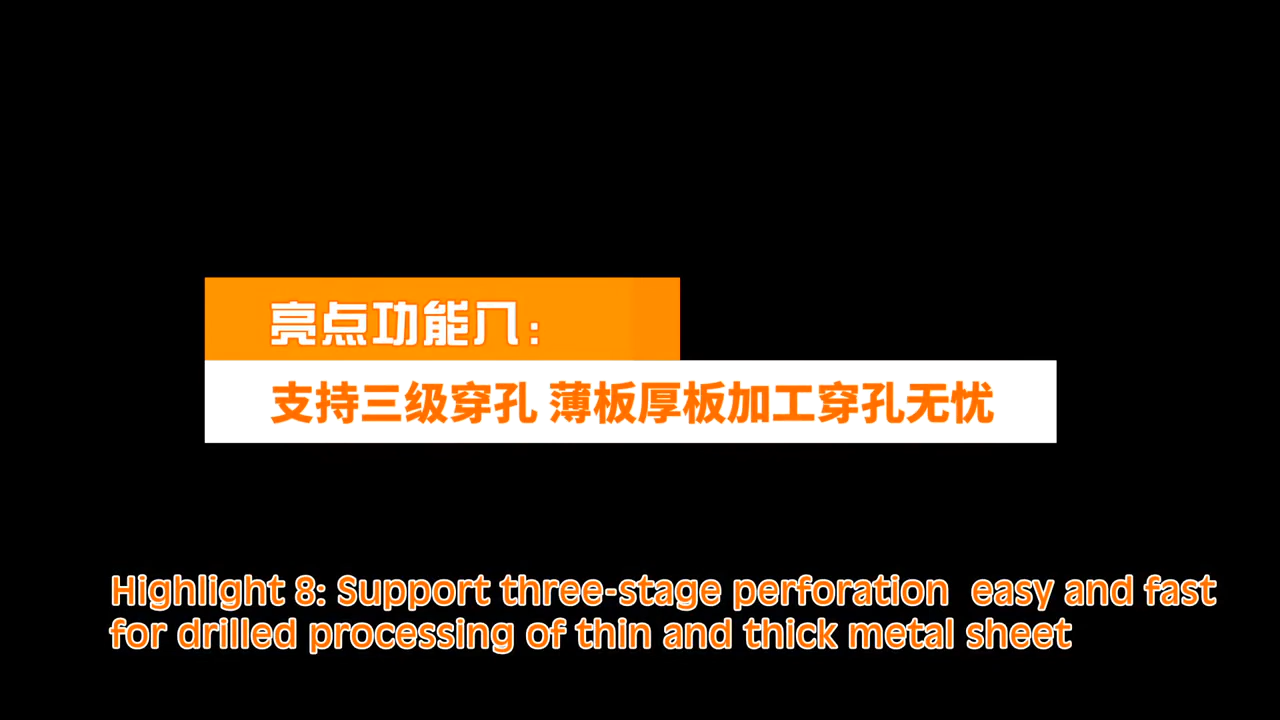 亮点功能八：
支持三级穿孔 薄板厚板加工穿孔无忧
Highlight 8: Support three-stage perforation  easy and fast
for drilled processing of thin and thick metal sheet